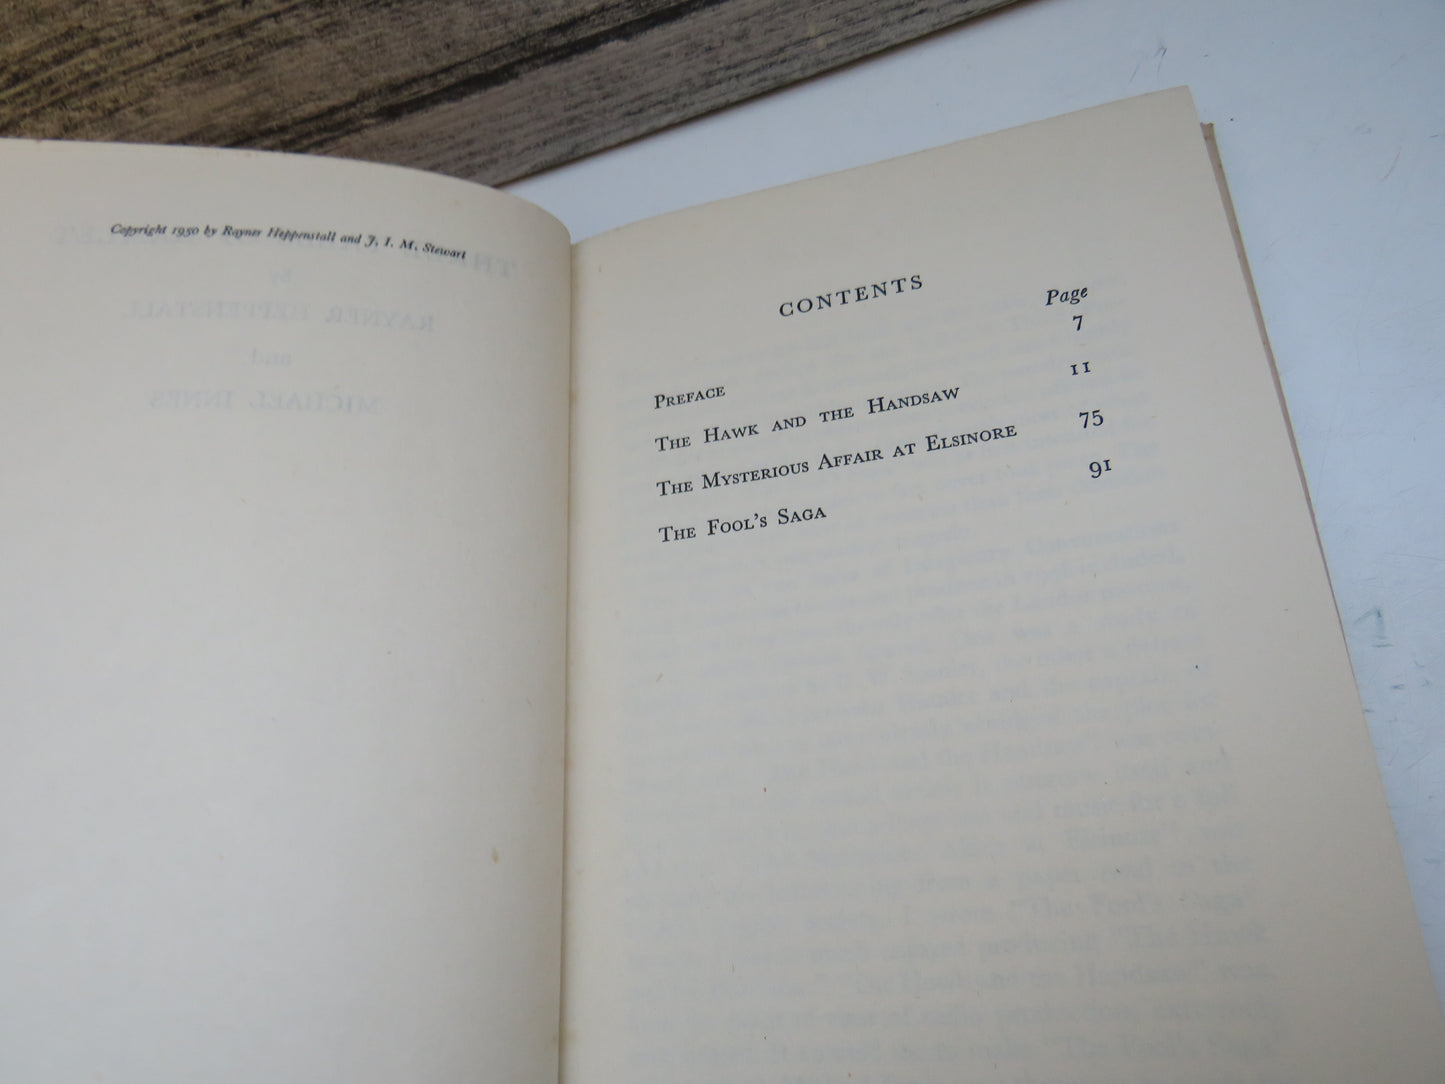 Copyright 1950 by Rayner Heppenstall and J. I. M. Stewart
CONTENTS
Page
PREFACE 7
THE HAWK AND THE HANDSAW 11
THE MYSTERIOUS AFFAIR AT ELSINORE 75
THE FOOL'S SAGA 91